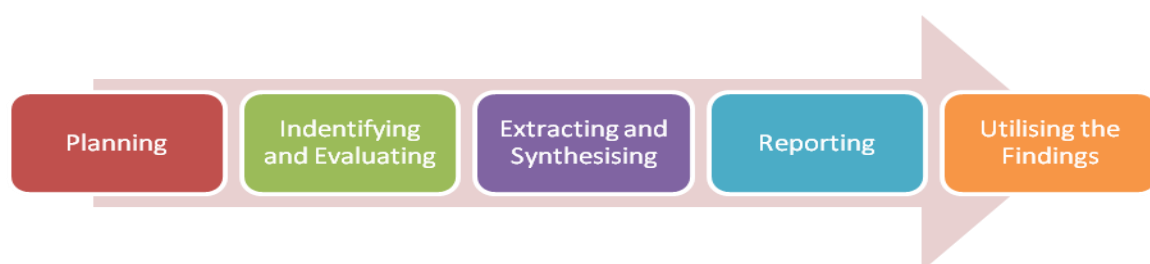 Planning
Indentifying
and Evaluating
Extracting and
Synthesising
Reporting
Utilising the
Findings